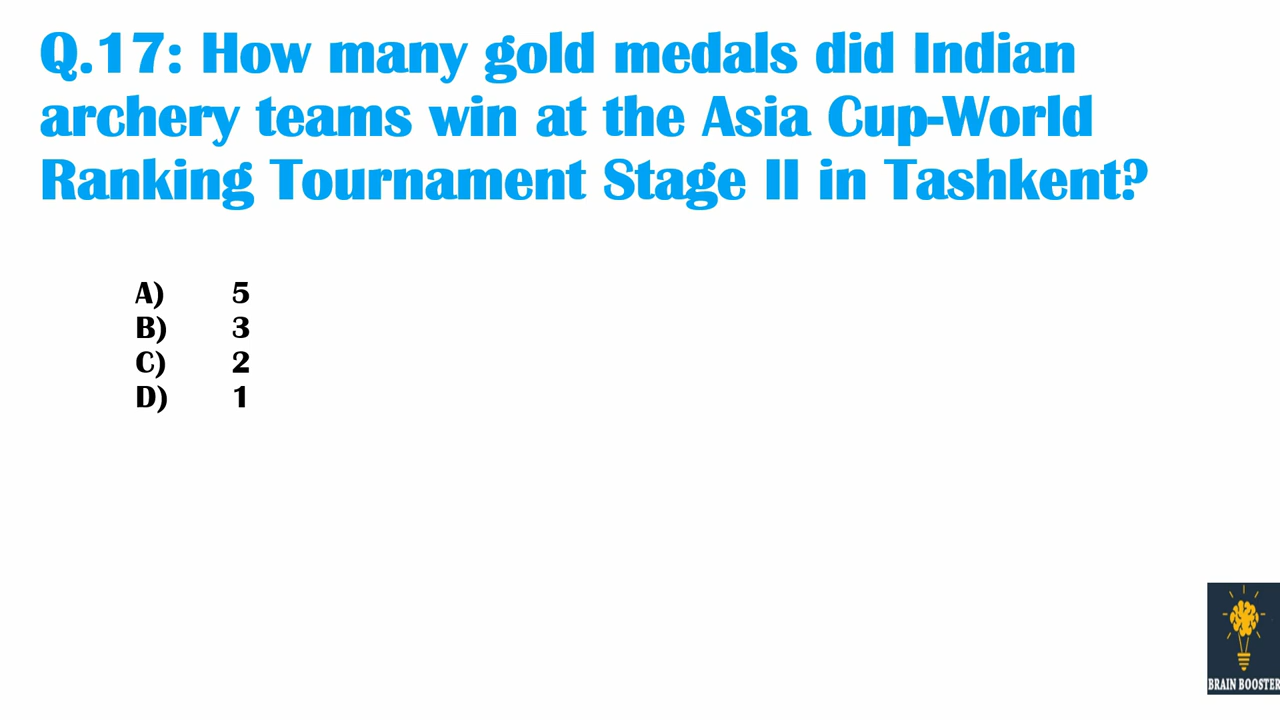 Q.17: How many gold medals did Indian
archery teams win at the Asia Cup-World
Ranking Tournament Stage II in Tashkent?
A) 5
B) 3
C) 2
D) 1
BRAIN BOOSTER